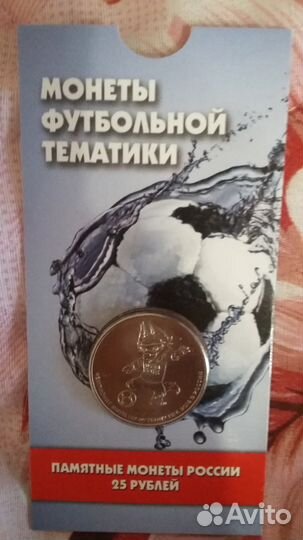 МОНЕТЫ
ФУТБОЛЬНОЙ
ТЕМАТИКИ
ПАМЯТНЫЕ МОНЕТЫ РОССИИ
25 РУБЛЕЙ
Avito